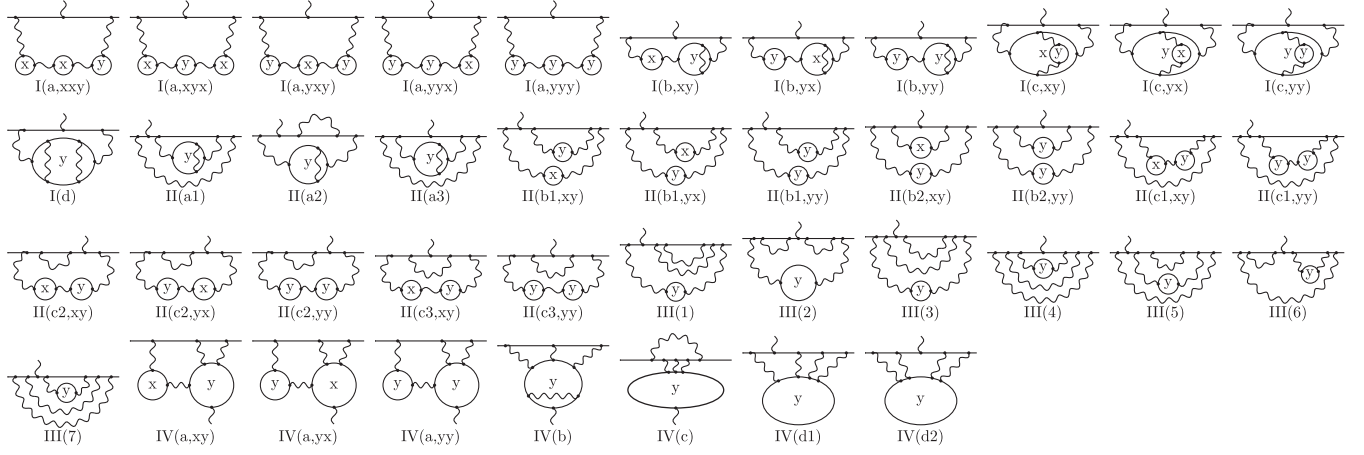 x x y x y x y x y y y x y y y x y y x y y x y y x y y
I(a,xxy) I(a,xyx) I(a,yxy) I(a,yyx) I(a,yyy) I(b,xy) I(b,yx) I(b,yy) I(c,xy) I(c,yx) I(c,yy)
y y y y y x x y y y x y y y x y y y
I(d) II(a1) II(a2) II(a3) II(b1,xy) II(b1,yx) II(b1,yy) II(b2,xy) II(b2,yy) II(c1,xy) II(c1,yy)
x y y x y y x y y y y y y y y y
II(c2,xy) II(c2,yx) II(c2,yy) II(c3,xy) II(c3,yy) III(1) III(2) III(3) III(4) III(5) III(6)
y x y y x y y y y y y
III(7) IV(a,xy) IV(a,yx) IV(a,yy) IV(b) IV(c) IV(d1) IV(d2)